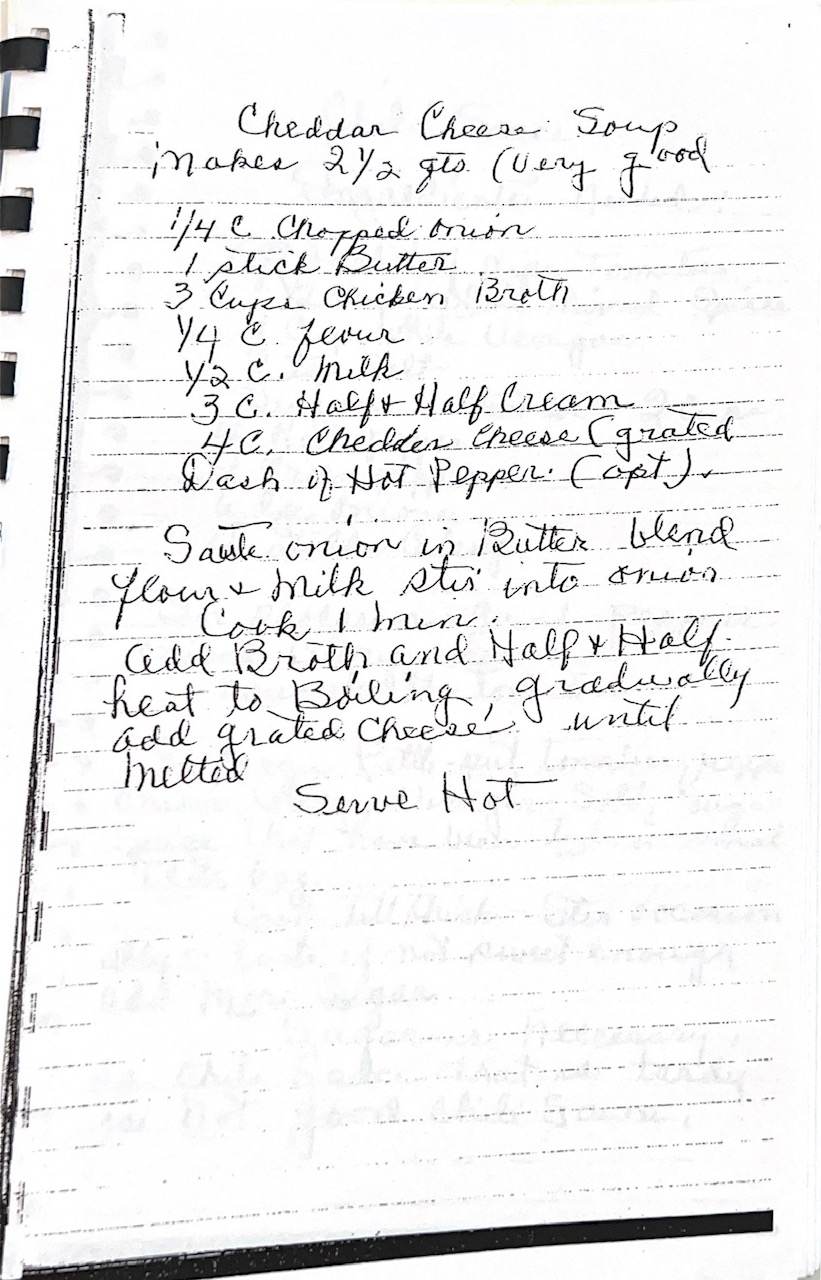 Cheddar Cheese Soup
Makes 2 1/2 qts (Very good
1/4 C Chopped onion
1 stick Butter
3 Cups Chicken Broth
1/4 C flour
1/2 C. Milk
3 C. Half & Half Cream
4 C. Chedder Cheese (grated
Dash of Hot Pepper. (opt).
Saute onion in Butter blend
flour & Milk stir into onion
Cook 1 min.
add Broth and Half & Half.
heat to Boiling, gradually
add grated Cheese until
Melted
Serve Hot